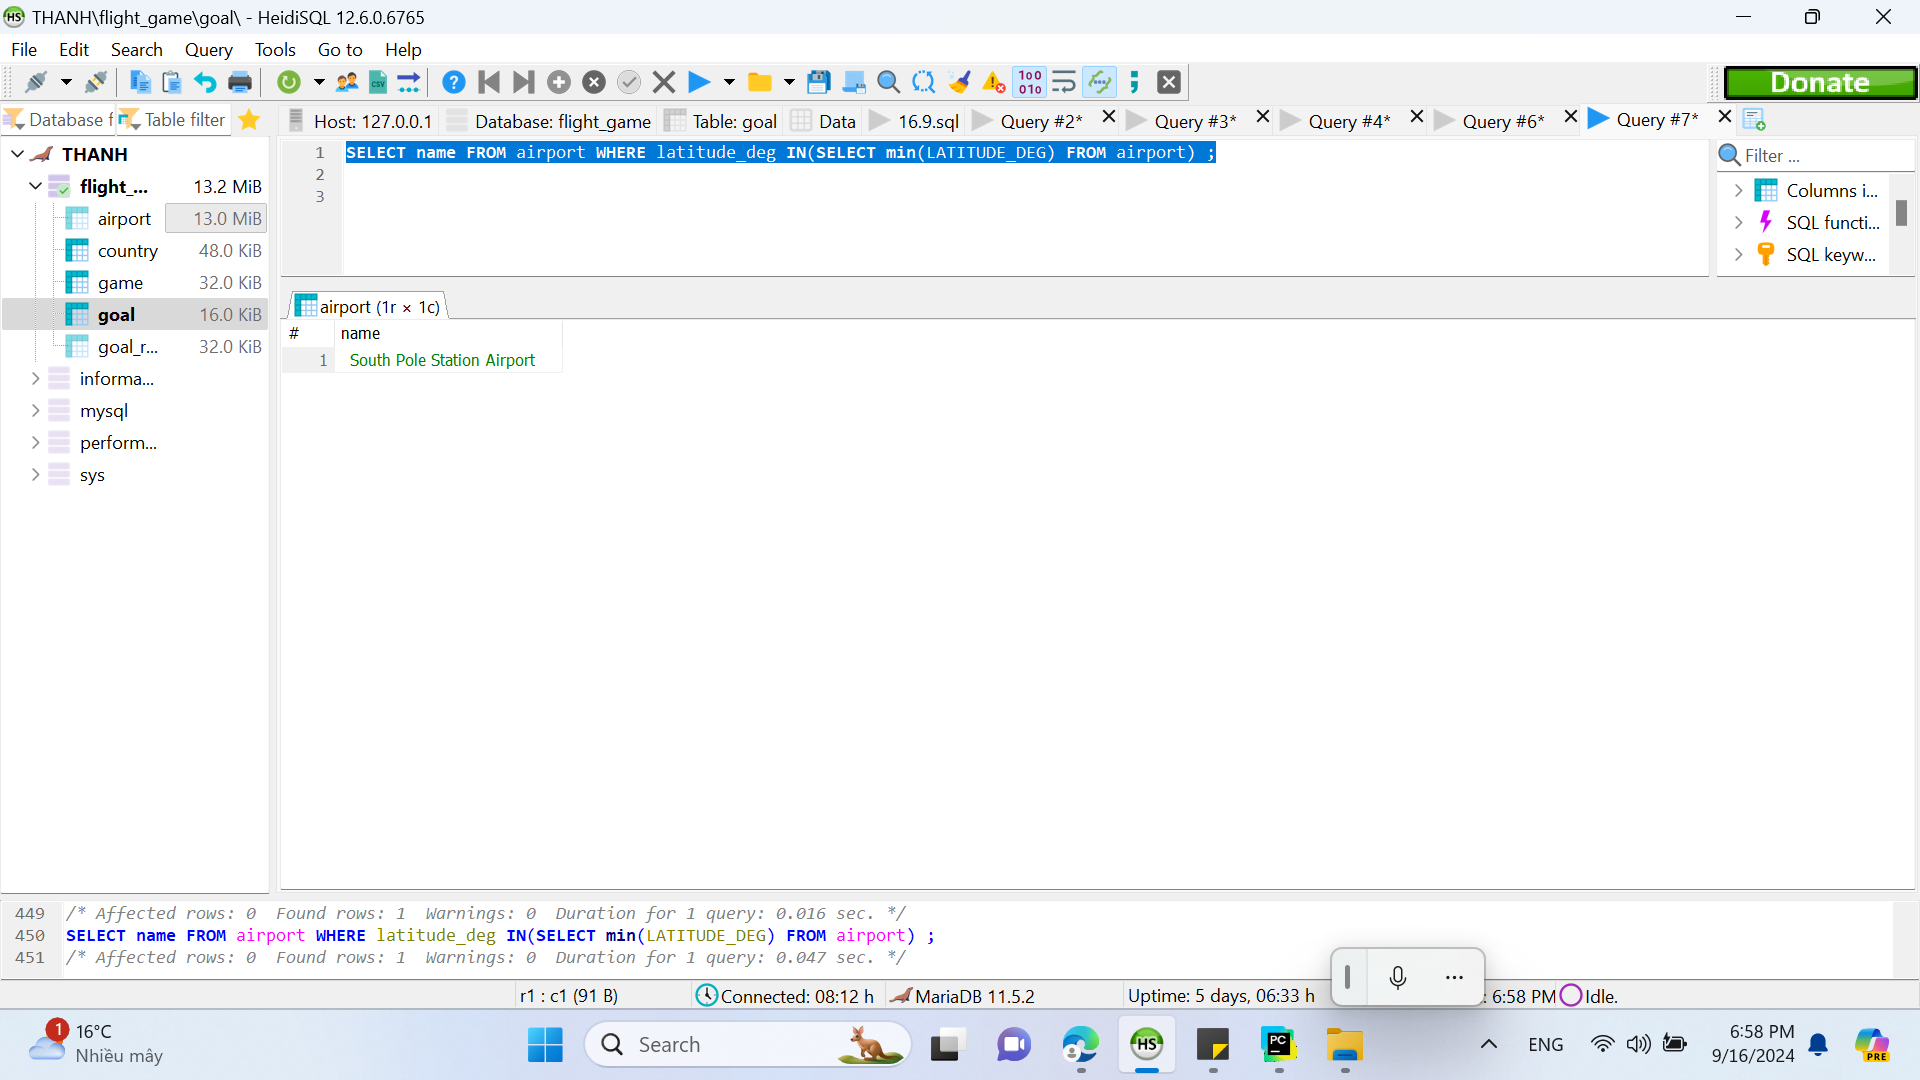 THANH\flight_game\goal\ - HeidiSQL 12.6.0.6765
File Edit Search Query Tools Go to Help
Donate
Database f Table filter Host: 127.0.0.1 Database: flight_game Table: goal Data 16.9.sql Query #2* Query #3* Query #4* Query #6* Query #7*
THANH
flight_... 13.2 MiB
airport 13.0 MiB
country 48.0 KiB
game 32.0 KiB
goal 16.0 KiB
goal_r... 32.0 KiB
informa...
mysql
perform...
sys
1 SELECT name FROM airport WHERE latitude_deg IN(SELECT min(LATITUDE_DEG) FROM airport) ;
2
3
Filter ...
Columns i...
SQL functi...
SQL keyw...
airport (1r × 1c)
# name
1 South Pole Station Airport
449 /* Affected rows: 0 Found rows: 1 Warnings: 0 Duration for 1 query: 0.016 sec. */
450 SELECT name FROM airport WHERE latitude_deg IN(SELECT min(LATITUDE_DEG) FROM airport) ;
451 /* Affected rows: 0 Found rows: 1 Warnings: 0 Duration for 1 query: 0.047 sec. */
r1 : c1 (91 B) Connected: 08:12 h MariaDB 11.5.2 Uptime: 5 days, 06:33 h : 6:58 PM Idle.
1 16°C
Nhiều mây
Search
HS
PC
ENG
6:58 PM
9/16/2024
PRE